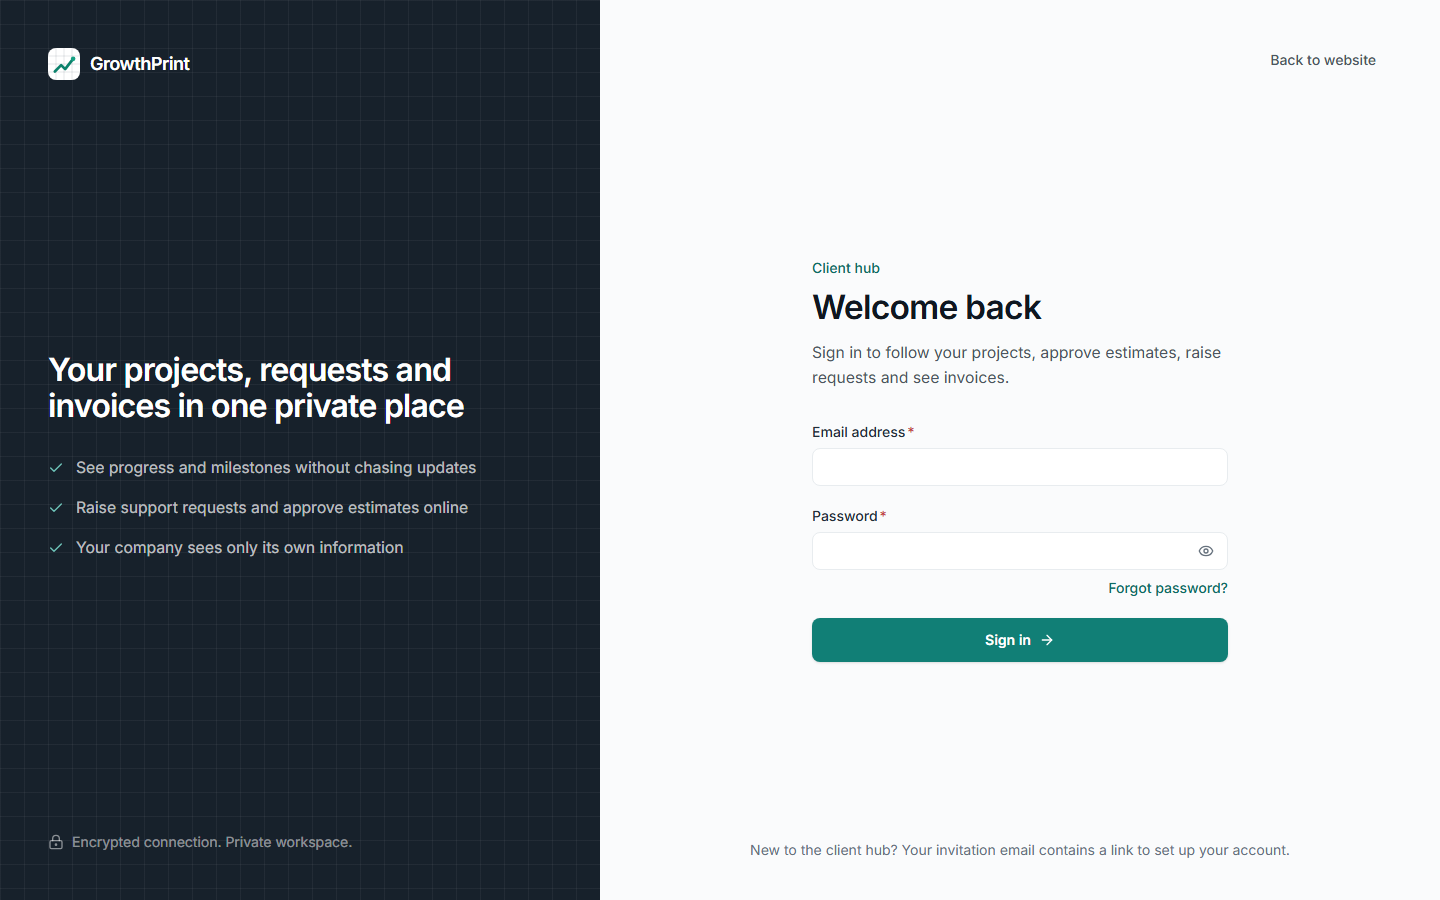 GrowthPrint
Your projects, requests and
invoices in one private place
See progress and milestones without chasing updates
Raise support requests and approve estimates online
Your company sees only its own information
Encrypted connection. Private workspace.
Back to website
Client hub
Welcome back
Sign in to follow your projects, approve estimates, raise
requests and see invoices.
Email address*
Password*
Forgot password?
Sign in
New to the client hub? Your invitation email contains a link to set up your account.